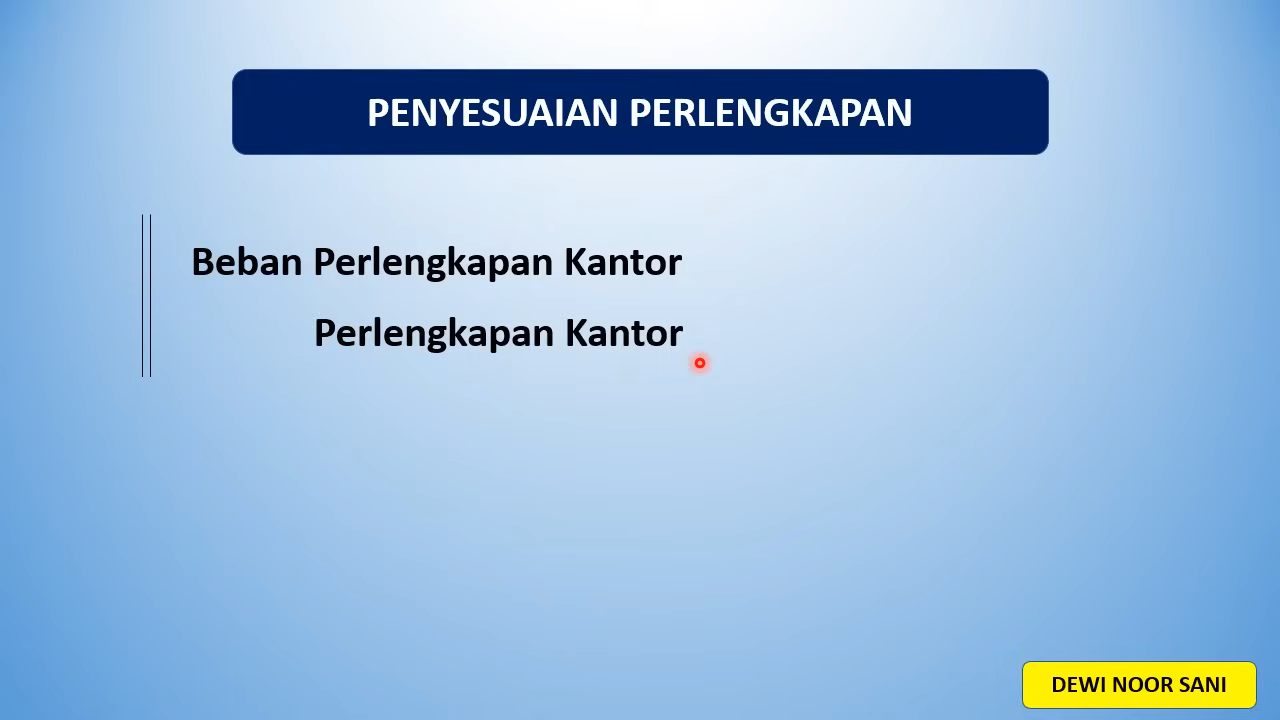 PENYESUAIAN PERLENGKAPAN
Beban Perlengkapan Kantor
Perlengkapan Kantor
DEWI NOOR SANI